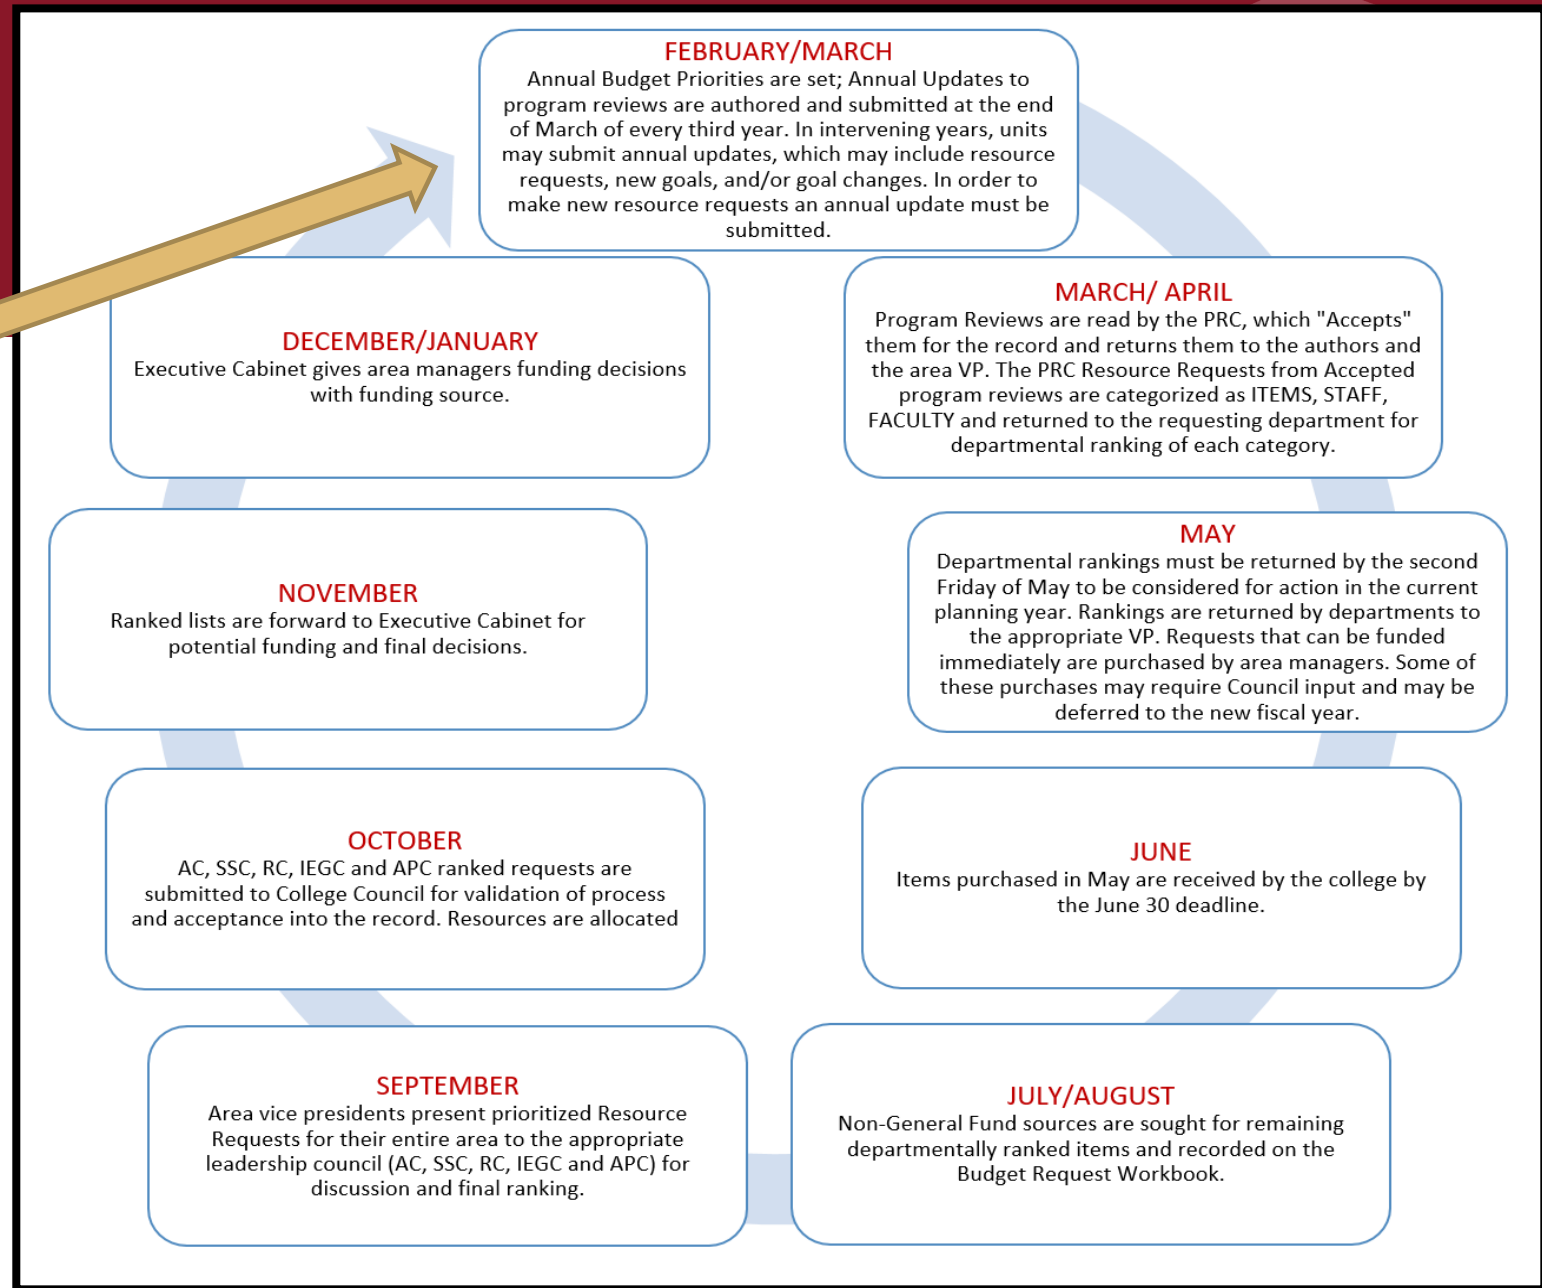 FEBRUARY/MARCH
Annual Budget Priorities are set; Annual Updates to
program reviews are authored and submitted at the end
of March of every third year. In intervening years, units
may submit annual updates, which may include resource
requests, new goals, and/or goal changes. In order to
make new resource requests an annual update must be
submitted.
MARCH/ APRIL
Program Reviews are read by the PRC, which "Accepts"
them for the record and returns them to the authors and
the area VP. The PRC Resource Requests from Accepted
program reviews are categorized as ITEMS, STAFF,
FACULTY and returned to the requesting department for
departmental ranking of each category.
MAY
Departmental rankings must be returned by the second
Friday of May to be considered for action in the current
planning year. Rankings are returned by departments to
the appropriate VP. Requests that can be funded
immediately are purchased by area managers. Some of
these purchases may require Council input and may be
deferred to the new fiscal year.
JUNE
Items purchased in May are received by the college by
the June 30 deadline.
JULY/AUGUST
Non-General Fund sources are sought for remaining
departmentally ranked items and recorded on the
Budget Request Workbook.
SEPTEMBER
Area vice presidents present prioritized Resource
Requests for their entire area to the appropriate
leadership council (AC, SSC, RC, IEGC and APC) for
discussion and final ranking.
OCTOBER
AC, SSC, RC, IEGC and APC ranked requests are
submitted to College Council for validation of process
and acceptance into the record. Resources are allocated
NOVEMBER
Ranked lists are forward to Executive Cabinet for
potential funding and final decisions.
DECEMBER/JANUARY
Executive Cabinet gives area managers funding decisions
with funding source.